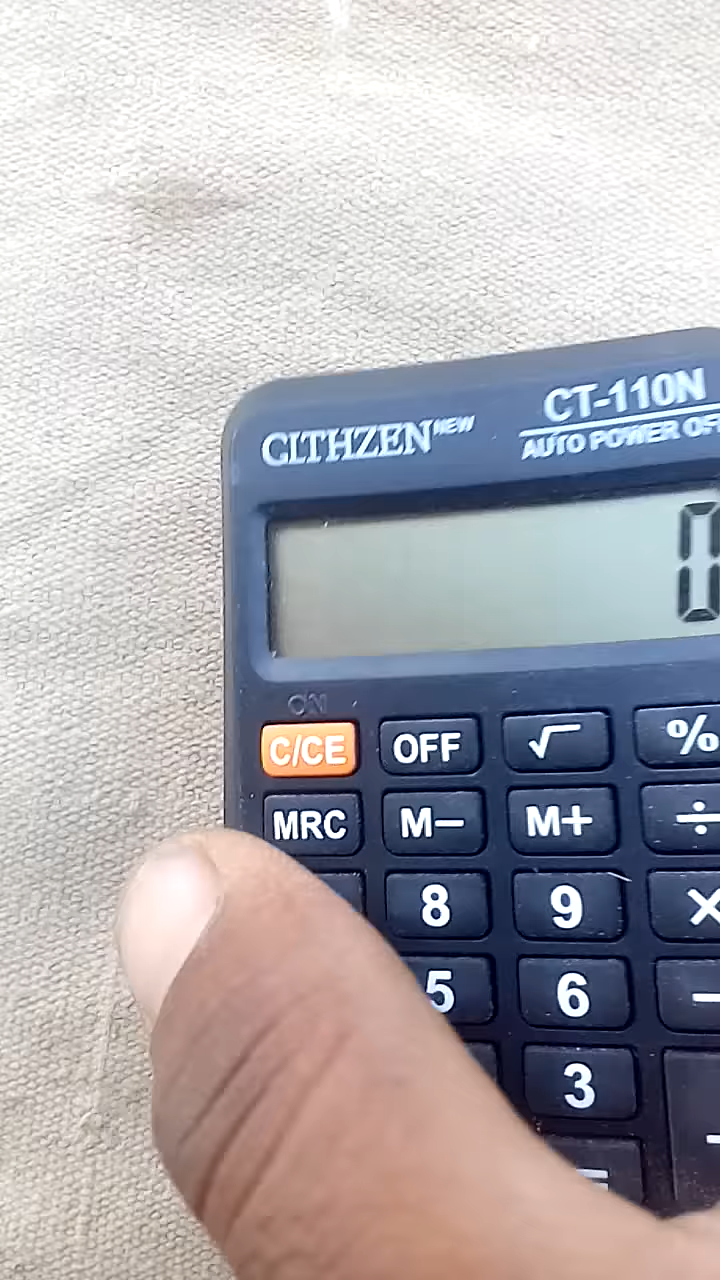 CITHZEN NEW
CT-110N
AUTO POWER OF
0
ON
C/CE OFF √ %
MRC M− M+ ÷
8 9 ×
5 6 −
3
=